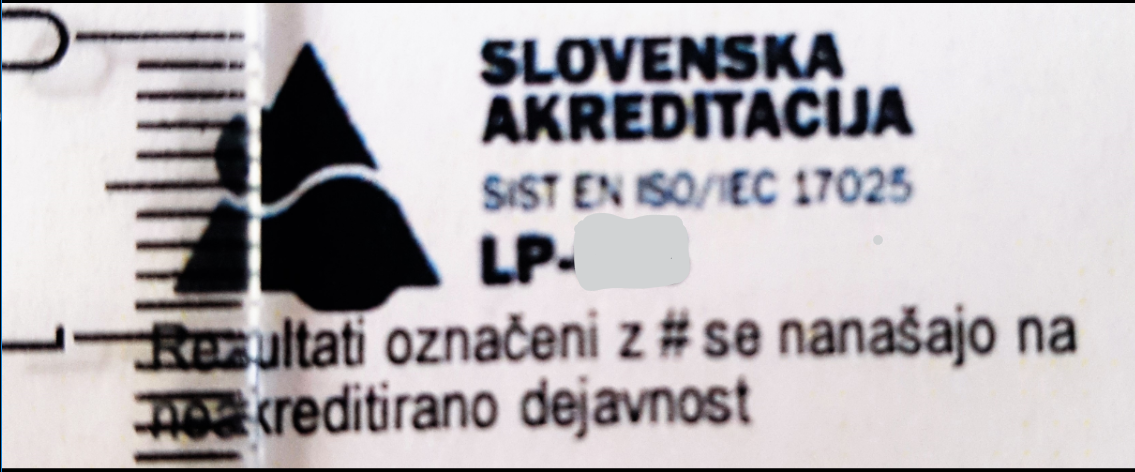 SLOVENSKA
AKREDITACIJA
SIST EN ISO/IEC 17025
LP-
Rezultati označeni z # se nanašajo na
neakreditirano dejavnost